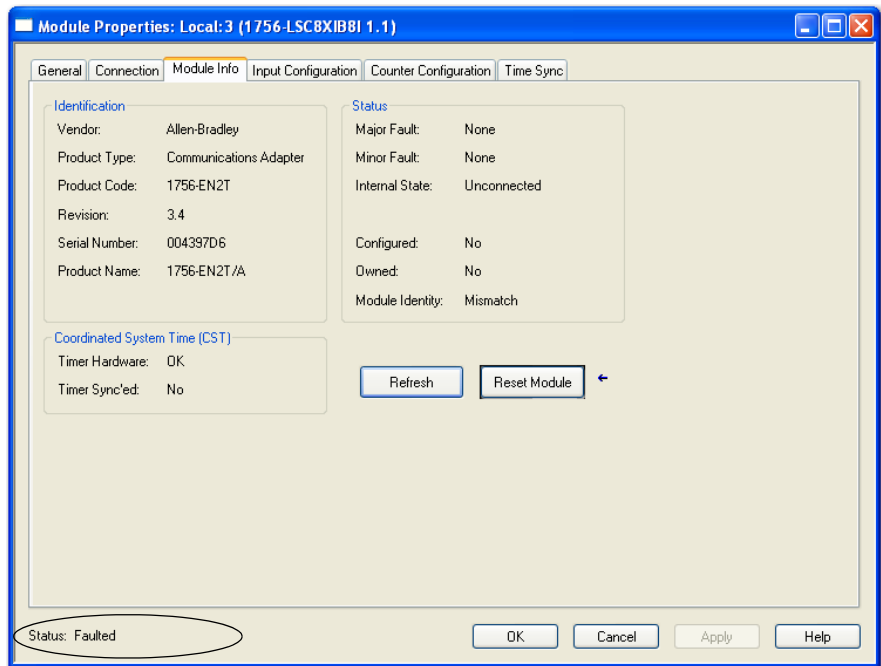 Module Properties: Local:3 (1756-LSC8XIB8I 1.1)
General Connection Module Info Input Configuration Counter Configuration Time Sync
Identification
Vendor: Allen-Bradley
Product Type: Communications Adapter
Product Code: 1756-EN2T
Revision: 3.4
Serial Number: 004397D6
Product Name: 1756-EN2T/A
Status
Major Fault: None
Minor Fault: None
Internal State: Unconnected
Configured: No
Owned: No
Module Identity: Mismatch
Coordinated System Time (CST)
Timer Hardware: OK
Timer Sync'ed: No
Refresh Reset Module
Status: Faulted
OK Cancel Apply Help